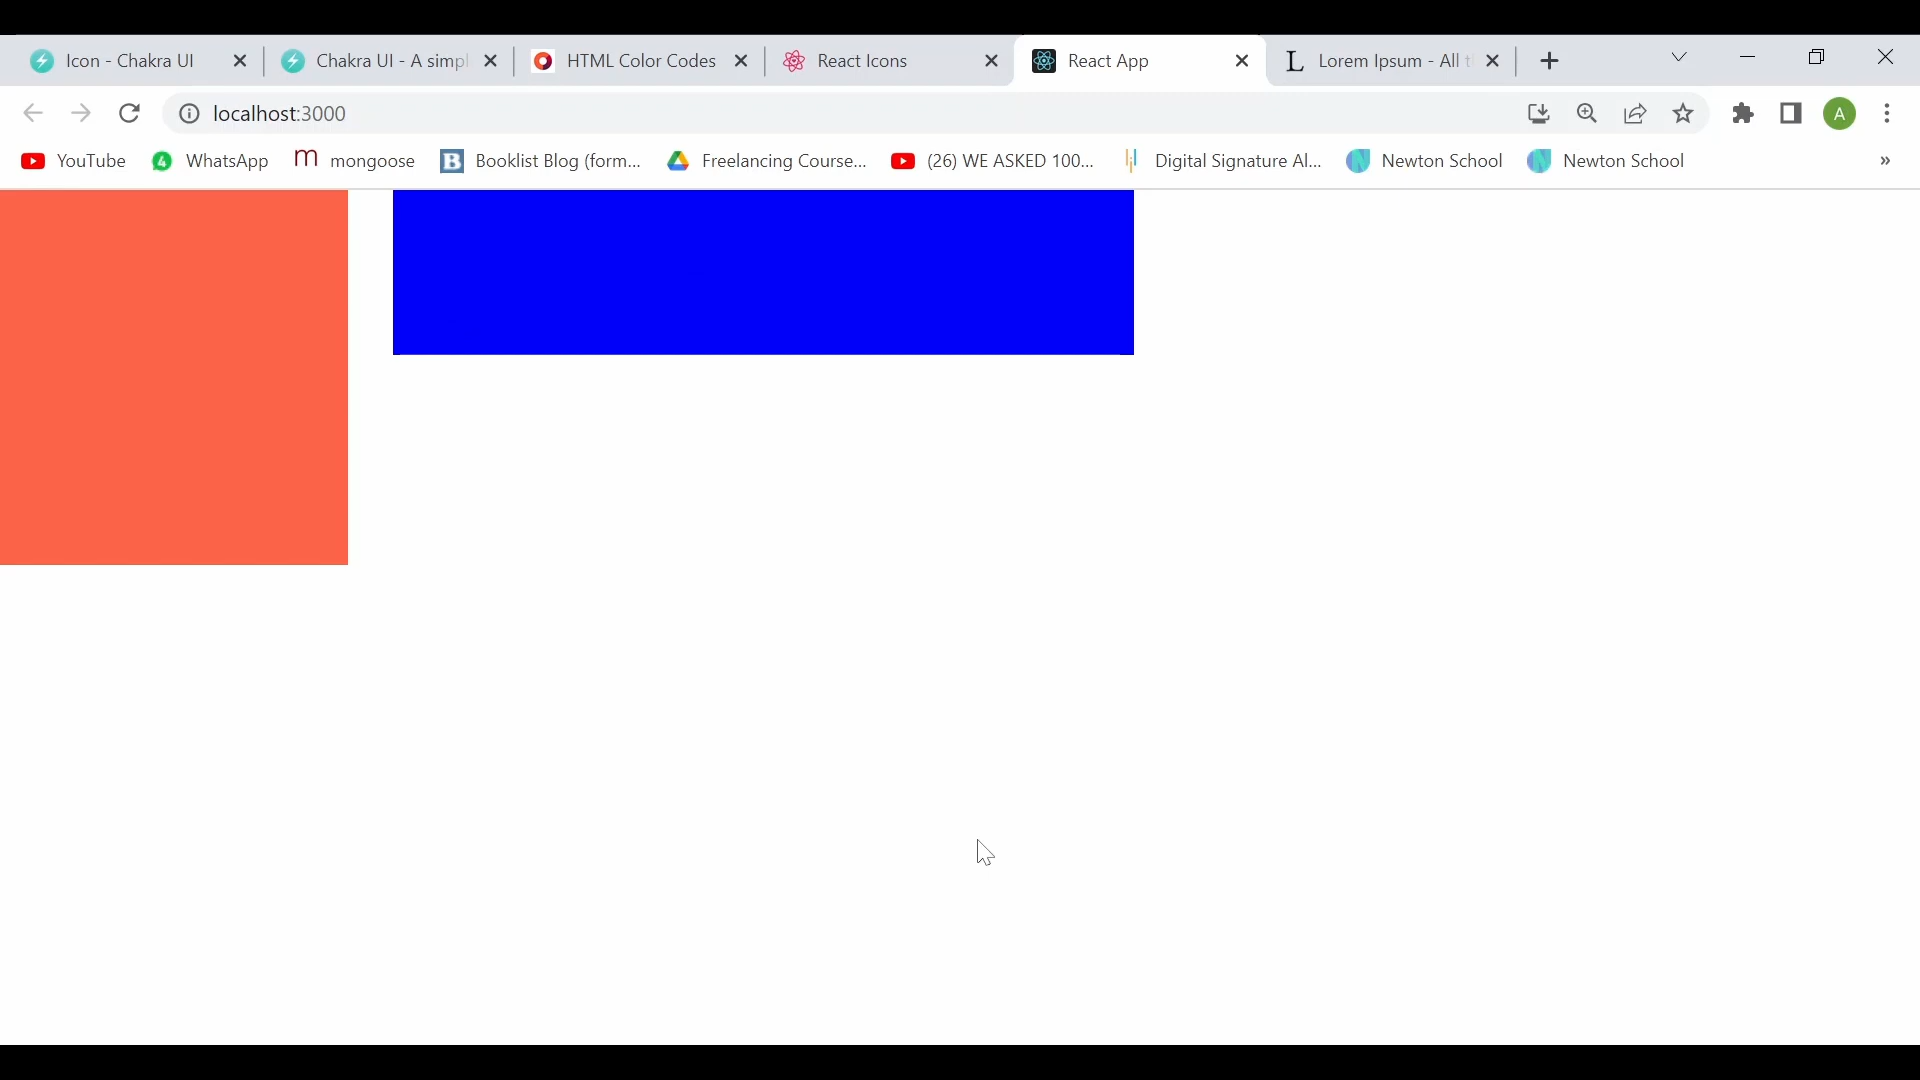 Icon - Chakra UI Chakra UI - A simpl HTML Color Codes React Icons React App L Lorem Ipsum - All t
localhost:3000 A
YouTube 4 WhatsApp m mongoose B Booklist Blog (form... Freelancing Course... (26) WE ASKED 100... Digital Signature Al... N Newton School N Newton School »